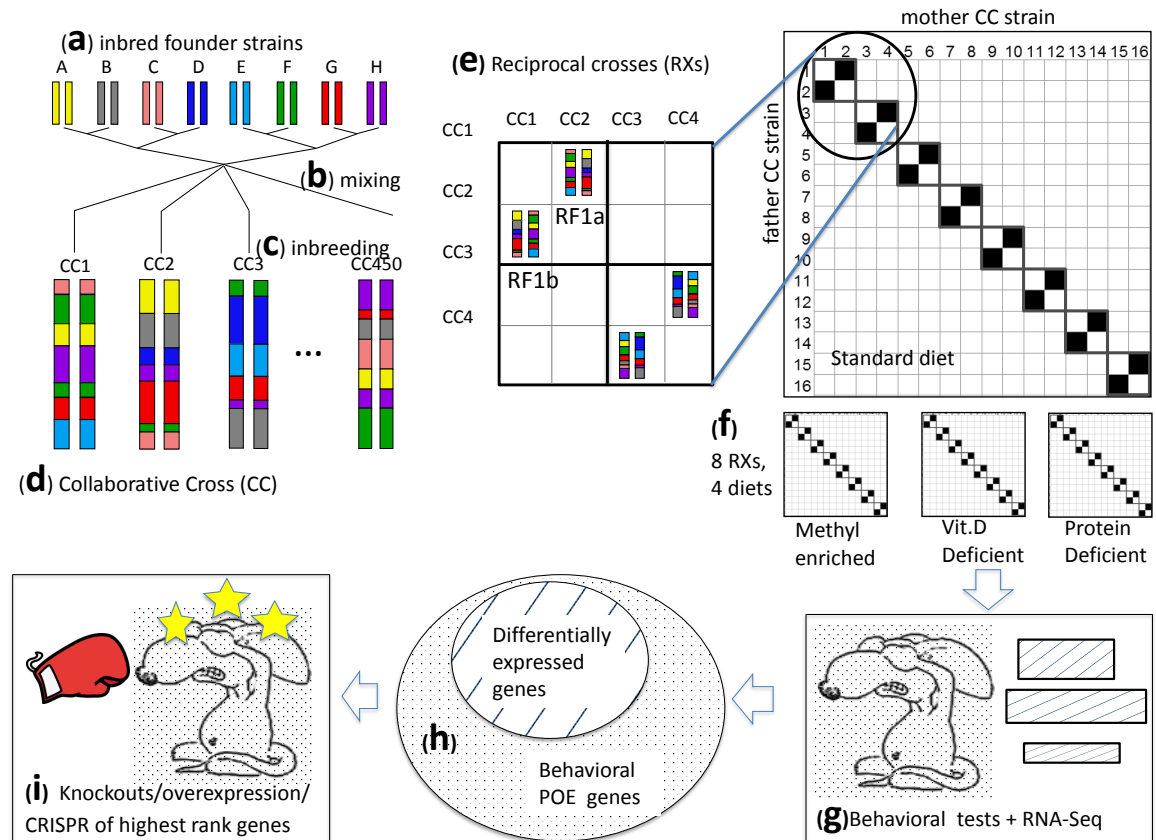 (a) inbred founder strains
A B C D E F G H
(b) mixing
(c) inbreeding
CC1 CC2 CC3 CC450
...
(d) Collaborative Cross (CC)
(e) Reciprocal crosses (RXs)
CC1 CC2 CC3 CC4
CC1
CC2
CC3
CC4
RF1a
RF1b
mother CC strain
1 2 3 4 5 6 7 8 9 10 11 12 13 14 15 16
father CC strain
1
2
3
4
5
6
7
8
9
10
11
12
13
14
15
16
Standard diet
(f)
8 RXs,
4 diets
Methyl
enriched
Vit.D
Deficient
Protein
Deficient
(g)Behavioral tests + RNA-Seq
Differentially
expressed
genes
(h)
Behavioral
POE genes
(i) Knockouts/overexpression/
CRISPR of highest rank genes